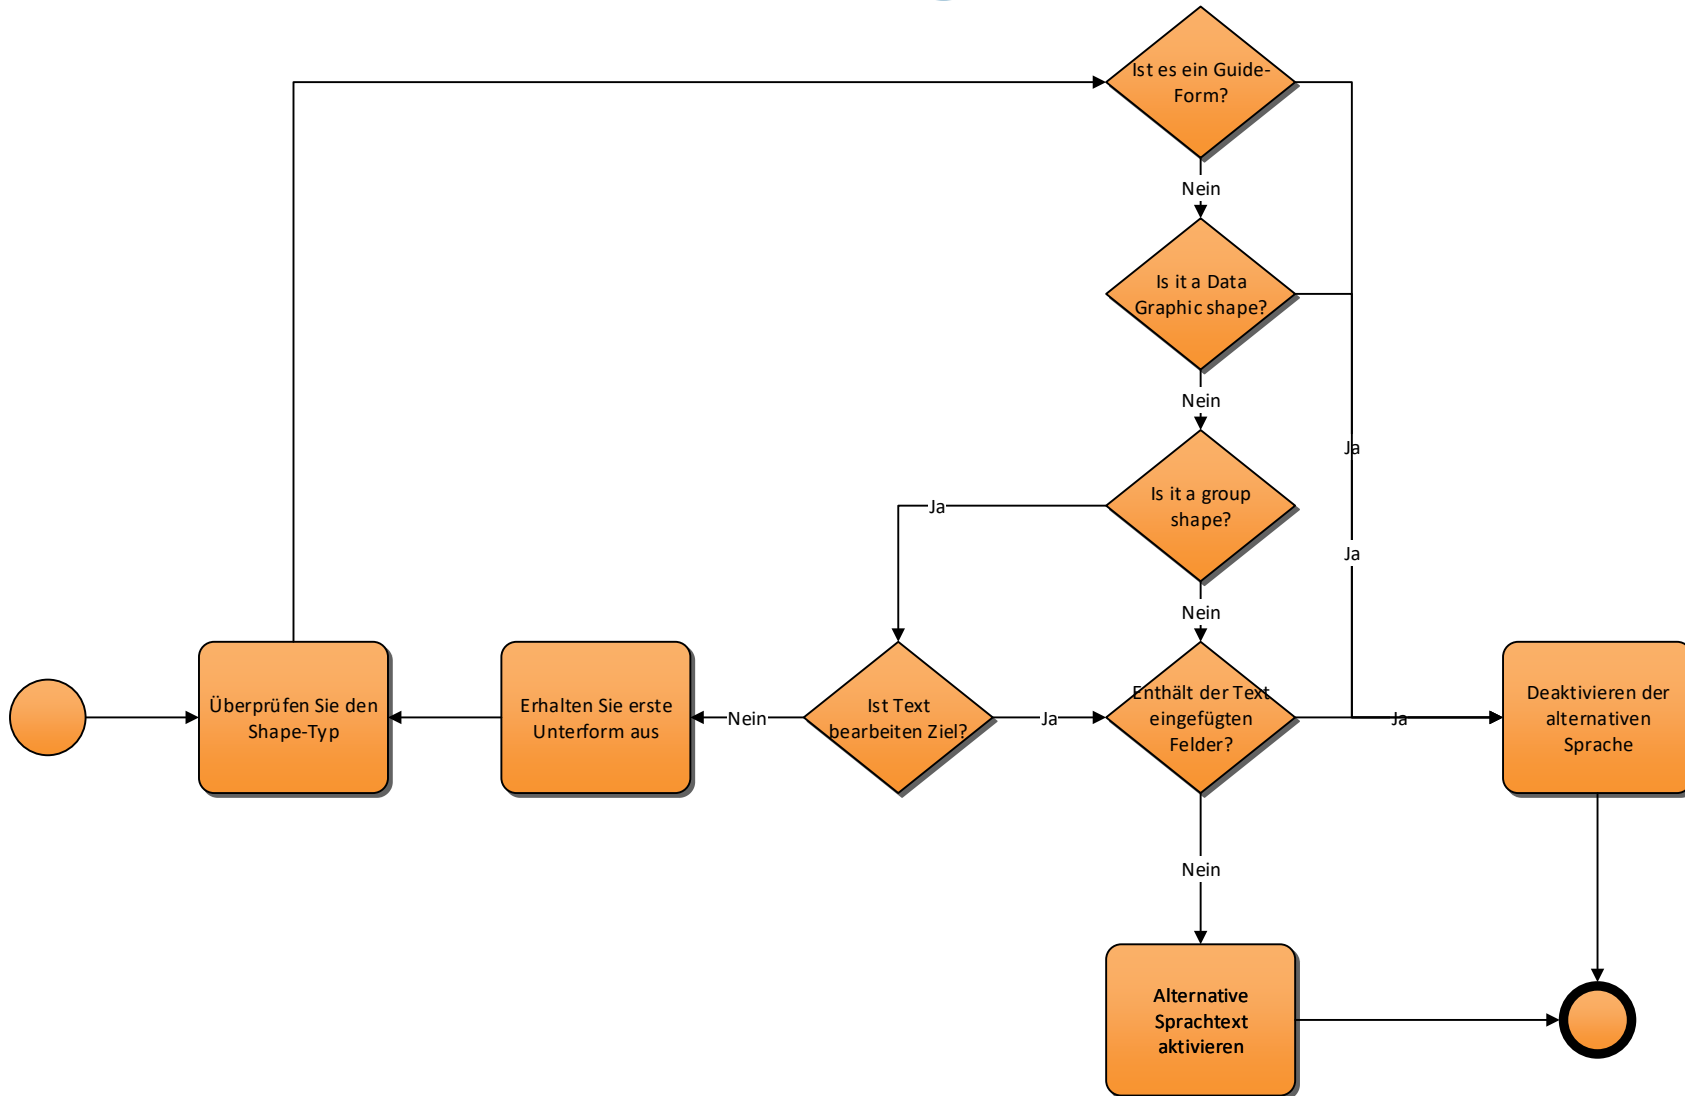 Ist es ein Guide-
Form?
Nein
Is it a Data
Graphic shape?
Nein
Ja
Is it a group
shape?
Ja
Ja
Nein
Überprüfen Sie den
Shape-Typ
Erhalten Sie erste
Unterform aus
Nein
Ist Text
bearbeiten Ziel?
Ja
Enthält der Text
eingefügten
Felder?
Ja
Deaktivieren der
alternativen
Sprache
Nein
Alternative
Sprachtext
aktivieren